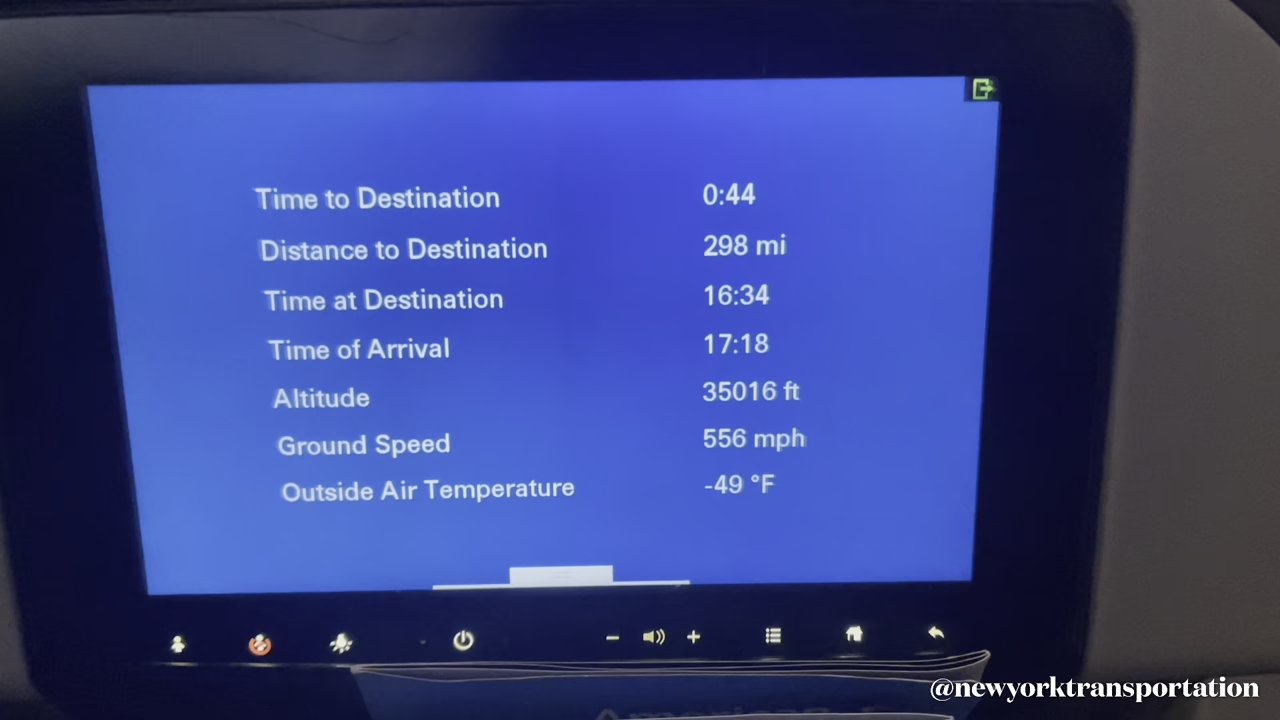 Time to Destination 0:44
Distance to Destination 298 mi
Time at Destination 16:34
Time of Arrival 17:18
Altitude 35016 ft
Ground Speed 556 mph
Outside Air Temperature -49 °F
@newyorktransportation